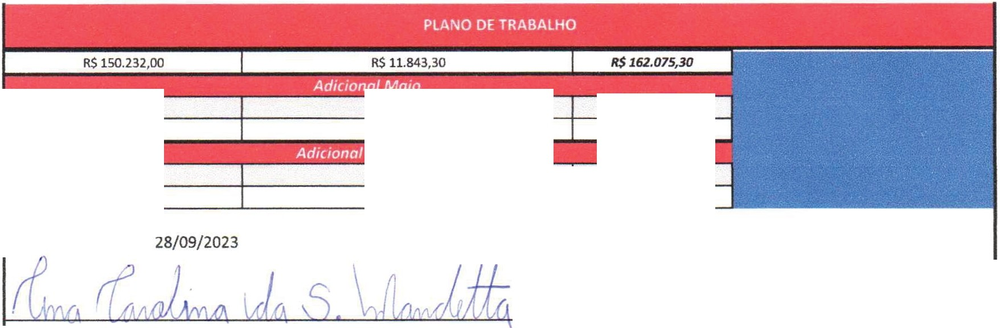 PLANO DE TRABALHO
R$ 150.232,00 R$ 11.843,30 R$ 162.075,30
Adicional Maio
Adicional
28/09/2023
Ana Carolina da S. Mandetta